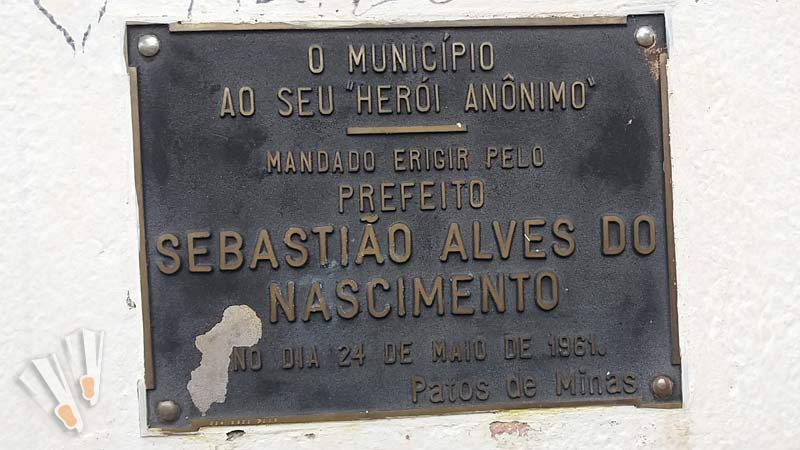 O MUNICÍPIO
AO SEU "HERÓI ANÔNIMO"
MANDADO ERIGIR PELO
PREFEITO
SEBASTIÃO ALVES DO
NASCIMENTO
NO DIA 24 DE MAIO DE 1961.
Patos de Minas